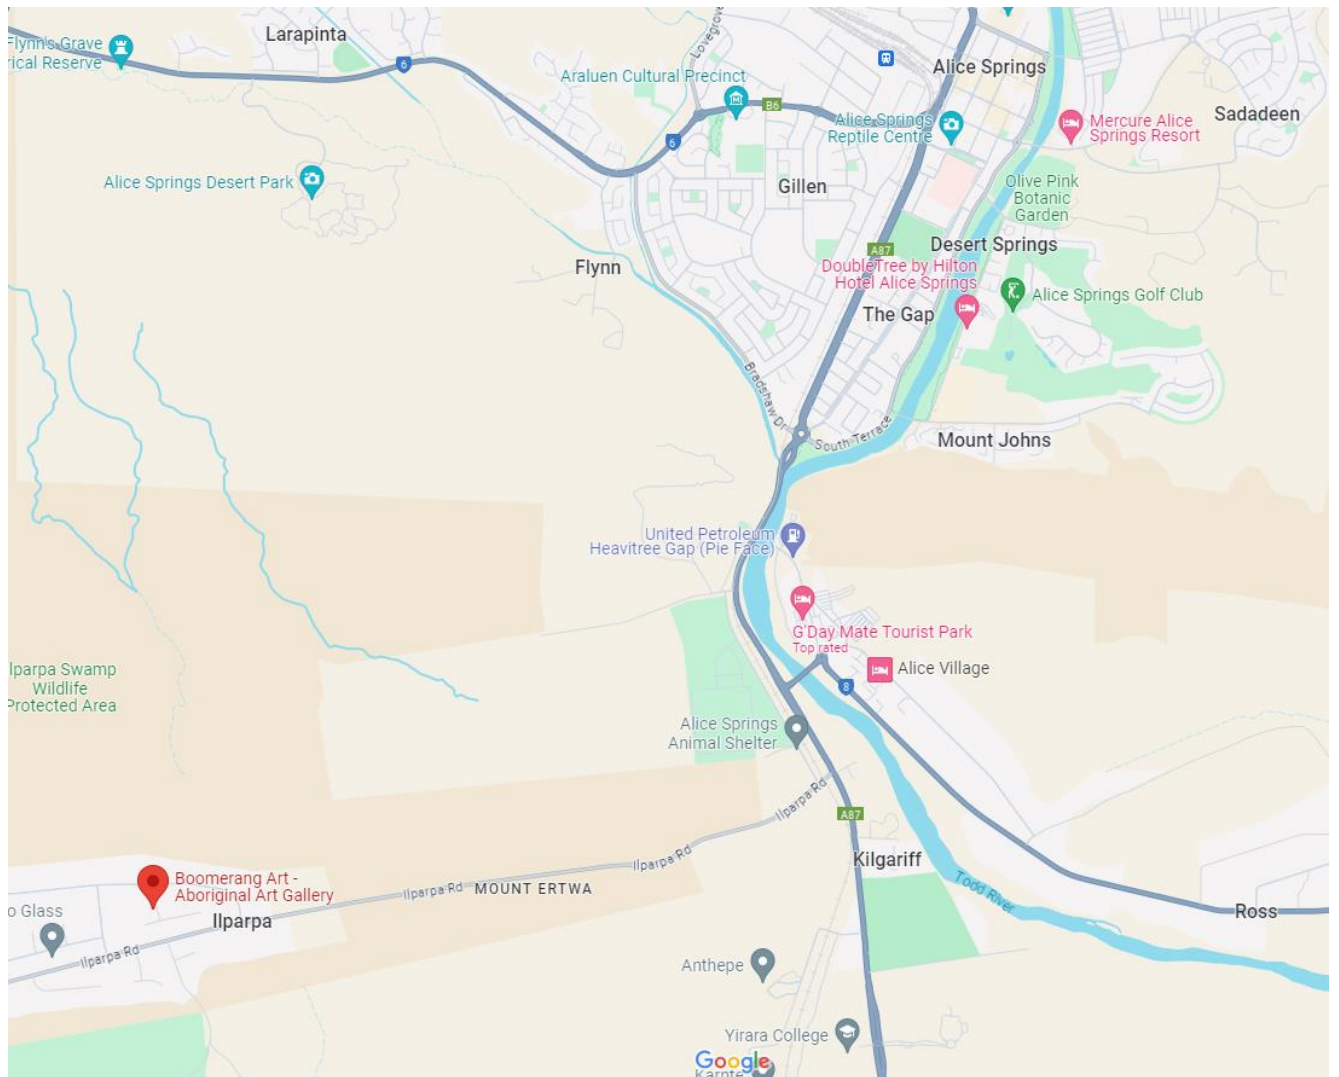 Flynn's Grave
rical Reserve
Larapinta
6
Lovegrove
Araluen Cultural Precinct
B6
Alice Springs
Alice Springs
Reptile Centre
Mercure Alice
Springs Resort
Sadadeen
6
Alice Springs Desert Park
Gillen
Olive Pink
Botanic
Garden
A87
Desert Springs
Flynn
DoubleTree by Hilton
Hotel Alice Springs
Alice Springs Golf Club
The Gap
Bradshaw Dr
South Terrace
Mount Johns
United Petroleum
Heavitree Gap (Pie Face)
G'Day Mate Tourist Park
Top rated
Alice Village
8
lparpa Swamp
Wildlife
Protected Area
Alice Springs
Animal Shelter
Ilparpa Rd
A87
Ilparpa Rd
Kilgariff
Boomerang Art -
Aboriginal Art Gallery
Ilparpa Rd
MOUNT ERTWA
Todd River
o Glass
Ilparpa
Ross
Ilparpa Rd
Anthepe
Yirara College
Google
Karnte